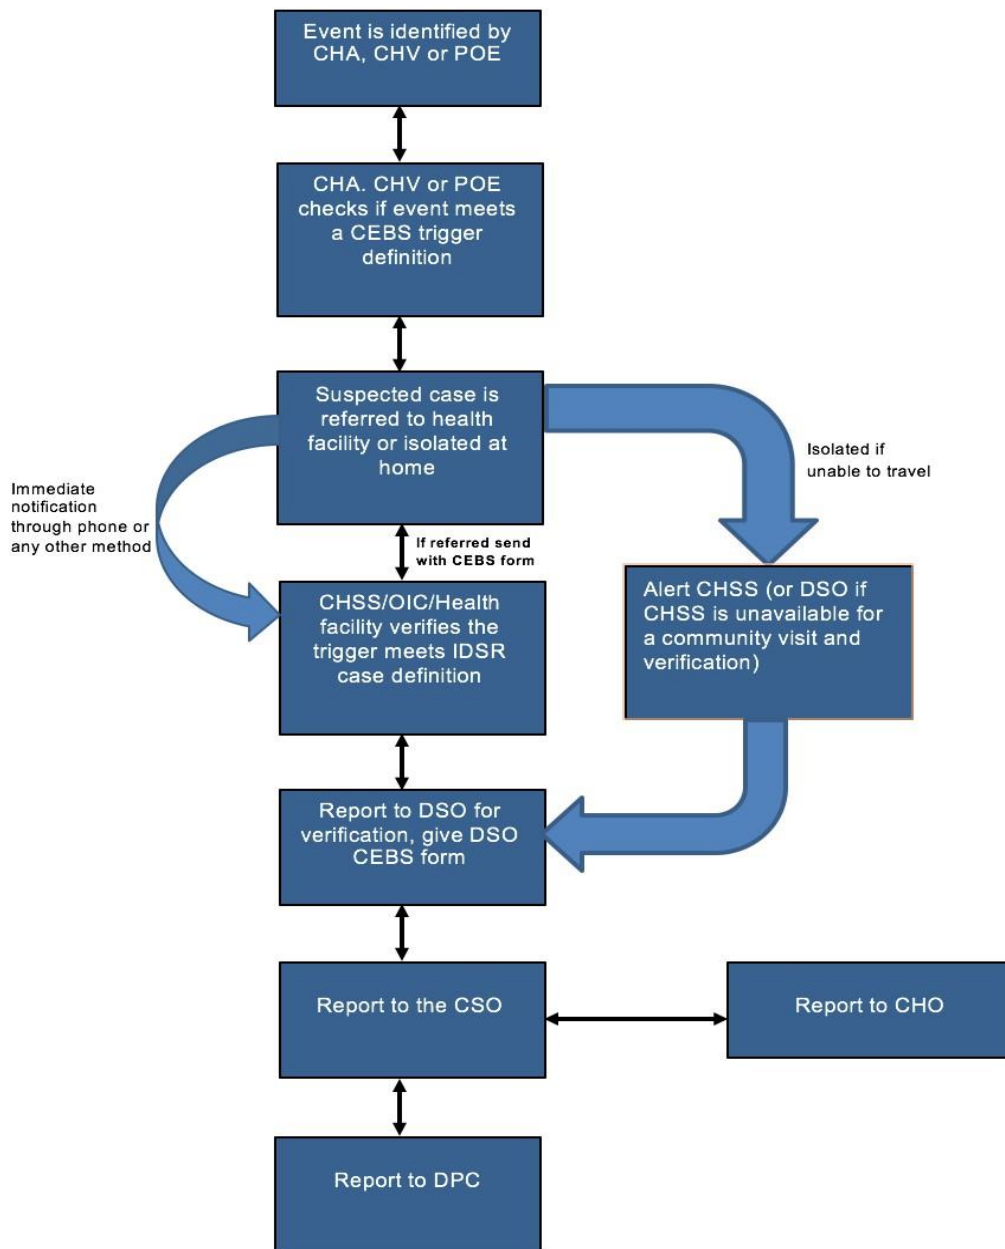 Event is identified by
CHA, CHV or POE
CHA. CHV or POE
checks if event meets
a CEBS trigger
definition
Suspected case is
referred to health
facility or isolated at
home
Isolated if
unable to travel
Immediate
notification
through phone or
any other method
If referred send
with CEBS form
CHSS/OIC/Health
facility verifies the
trigger meets IDSR
case definition
Alert CHSS (or DSO if
CHSS is unavailable for
a community visit and
verification)
Report to DSO for
verification, give DSO
CEBS form
Report to the CSO
Report to CHO
Report to DPC